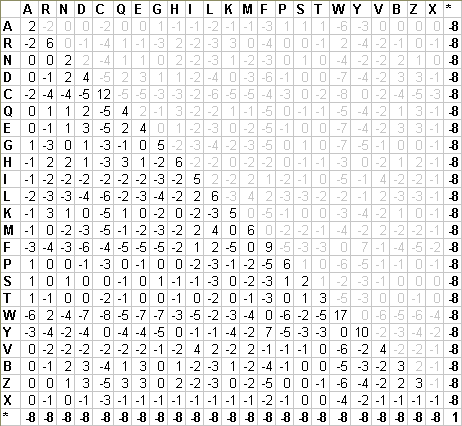 A R N D C Q E G H I L K M F P S T W Y V B Z X *
A 2 -2 0 0 -2 0 0 1 -1 -1 -2 -1 -1 -3 1 1 1 -6 -3 0 0 0 0 -8
R -2 6 0 -1 -4 1 -1 -3 2 -2 -3 3 0 -4 0 0 -1 2 -4 -2 -1 0 -1 -8
N 0 0 2 2 -4 1 1 0 2 -2 -3 1 -2 -3 0 1 0 -4 -2 -2 2 1 0 -8
D 0 -1 2 4 -5 2 3 1 1 -2 -4 0 -3 -6 -1 0 0 -7 -4 -2 3 3 -1 -8
C -2 -4 -4 -5 12 -5 -5 -3 -3 -2 -6 -5 -5 -4 -3 0 -2 -8 0 -2 -4 -5 -3 -8
Q 0 1 1 2 -5 4 2 -1 3 -2 -2 1 -1 -5 0 -1 -1 -5 -4 -2 1 3 -1 -8
E 0 -1 1 3 -5 2 4 0 1 -2 -3 0 -2 -5 -1 0 0 -7 -4 -2 3 3 -1 -8
G 1 -3 0 1 -3 -1 0 5 -2 -3 -4 -2 -3 -5 0 1 0 -7 -5 -1 0 0 -1 -8
H -1 2 2 1 -3 3 1 -2 6 -2 -2 0 -2 -2 0 -1 -1 -3 0 -2 1 2 -1 -8
I -1 -2 -2 -2 -2 -2 -2 -3 -2 5 2 -2 2 1 -2 -1 0 -5 -1 4 -2 -2 -1 -8
L -2 -3 -3 -4 -6 -2 -3 -4 -2 2 6 -3 4 2 -3 -3 -2 -2 -1 2 -3 -3 -1 -8
K -1 3 1 0 -5 1 0 -2 0 -2 -3 5 0 -5 -1 0 0 -3 -4 -2 1 0 -1 -8
M -1 0 -2 -3 -5 -1 -2 -3 -2 2 4 0 6 0 -2 -2 -1 -4 -2 2 -2 -2 -1 -8
F -3 -4 -3 -6 -4 -5 -5 -5 -2 1 2 -5 0 9 -5 -3 -3 0 7 -1 -4 -5 -2 -8
P 1 0 0 -1 -3 0 -1 0 0 -2 -3 -1 -2 -5 6 1 0 -6 -5 -1 -1 0 -1 -8
S 1 0 1 0 0 -1 0 1 -1 -1 -3 0 -2 -3 1 2 1 -2 -3 -1 0 0 0 -8
T 1 -1 0 0 -2 -1 0 0 -1 0 -2 0 -1 -3 0 1 3 -5 -3 0 0 -1 0 -8
W -6 2 -4 -7 -8 -5 -7 -7 -3 -5 -2 -3 -4 0 -6 -2 -5 17 0 -6 -5 -6 -4 -8
Y -3 -4 -2 -4 0 -4 -4 -5 0 -1 -1 -4 -2 7 -5 -3 -3 0 10 -2 -3 -4 -2 -8
V 0 -2 -2 -2 -2 -2 -2 -1 -2 4 2 -2 2 -1 -1 -1 0 -6 -2 4 -2 -2 -1 -8
B 0 -1 2 3 -4 1 3 0 1 -2 -3 1 -2 -4 -1 0 0 -5 -3 -2 3 2 -1 -8
Z 0 0 1 3 -5 3 3 0 2 -2 -3 0 -2 -5 0 0 -1 -6 -4 -2 2 3 -1 -8
X 0 -1 0 -1 -3 -1 -1 -1 -1 -1 -1 -1 -1 -2 -1 0 0 -4 -2 -1 -1 -1 -1 -8
* -8 -8 -8 -8 -8 -8 -8 -8 -8 -8 -8 -8 -8 -8 -8 -8 -8 -8 -8 -8 -8 -8 -8 1